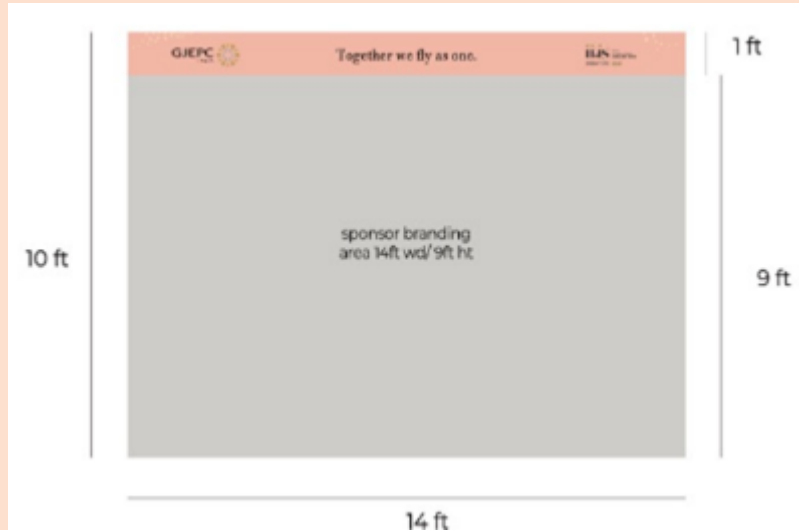 GJEPC
Together we fly as one.
IIJS
1 ft
sponsor branding
area 14ft wd/ 9ft ht
10 ft
9 ft
14 ft